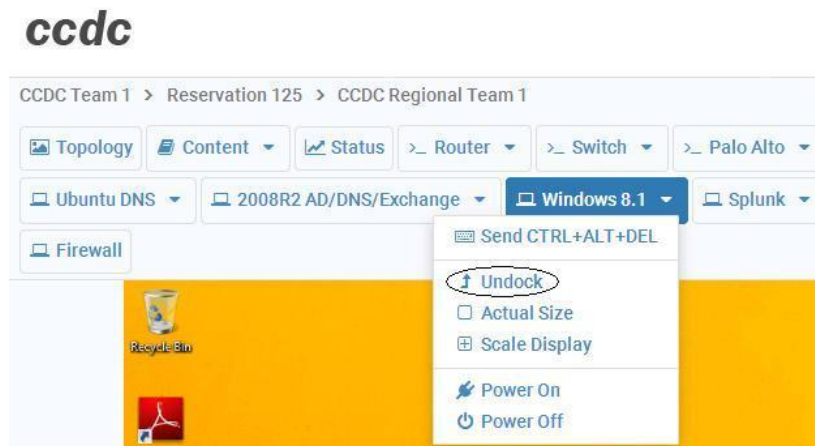 ccdc
CCDC Team 1 > Reservation 125 > CCDC Regional Team 1
Topology Content Status >_ Router >_ Switch >_ Palo Alto
Ubuntu DNS 2008R2 AD/DNS/Exchange Windows 8.1 Splunk
Send CTRL+ALT+DEL
Firewall
Undock
Actual Size
Recycle Bin
Scale Display
Power On
Power Off